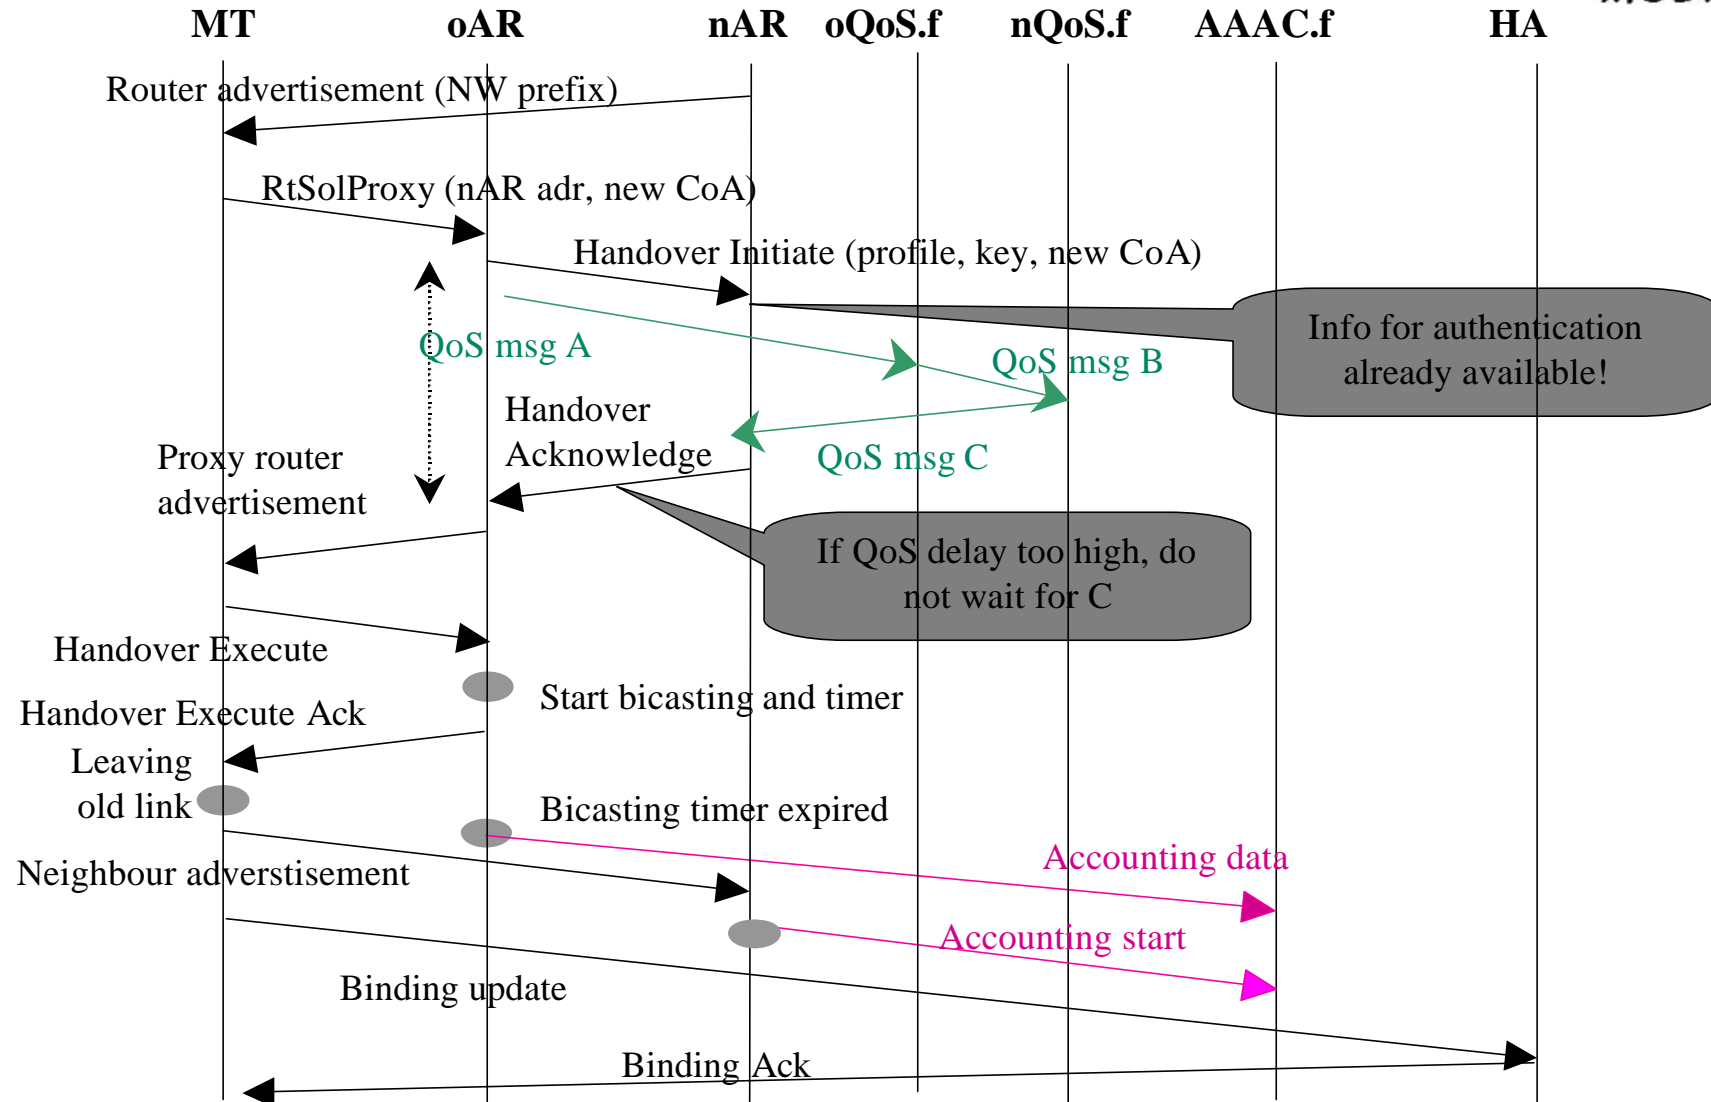 MT oAR nAR oQoS.f nQoS.f AAAC.f HA
Router advertisement (NW prefix)
RtSolProxy (nAR adr, new CoA)
Handover Initiate (profile, key, new CoA)
Info for authentication
already available!
QoS msg A
QoS msg B
Handover
Acknowledge
QoS msg C
Proxy router
advertisement
If QoS delay too high, do
not wait for C
Handover Execute
Start bicasting and timer
Handover Execute Ack
Leaving
old link
Bicasting timer expired
Accounting data
Neighbour adverstisement
Accounting start
Binding update
Binding Ack